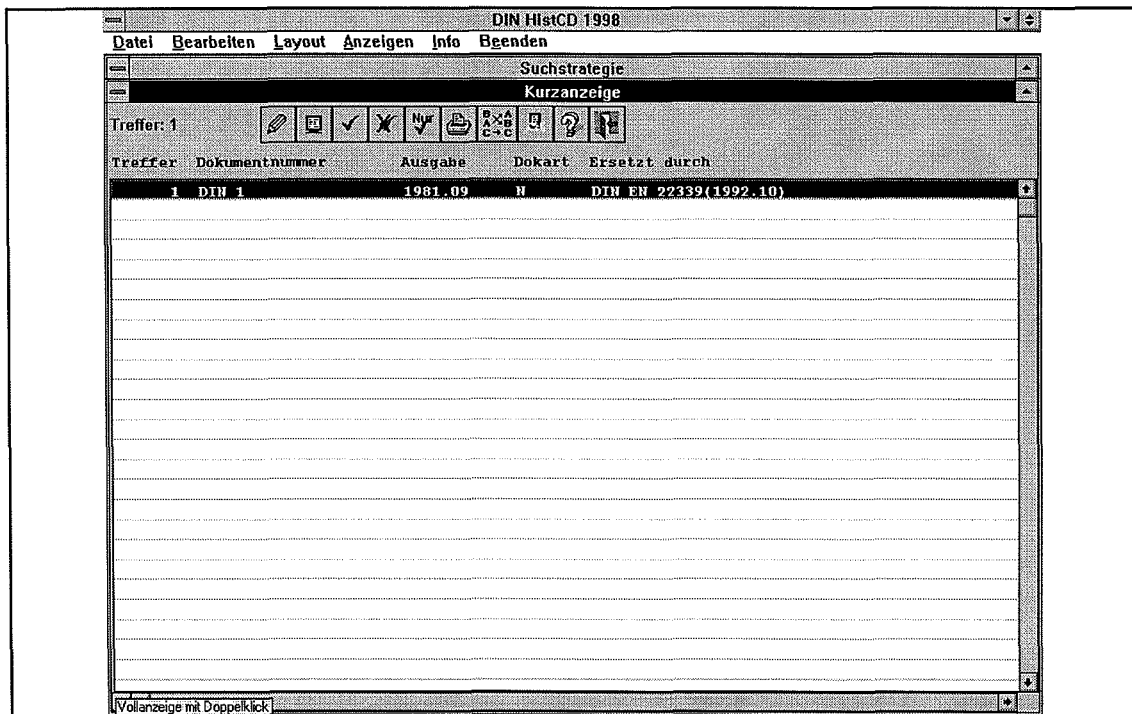 DIN HistCD 1998
Datei Bearbeiten Layout Anzeigen Info Beenden
Suchstrategie
Kurzanzeige
Treffer: 1
Nur
Treffer Dokumentnummer Ausgabe Dokart Ersetzt durch
1 DIN 1 1981.09 N DIN EN 22339(1992.10)
Vollanzeige mit Doppelklick